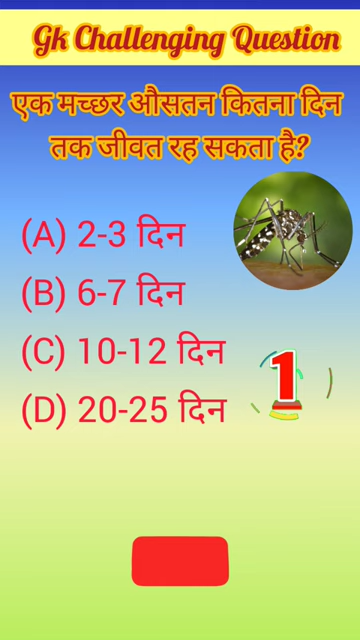 Gk Challenging Question
एक मच्छर औसतन कितना दिन
तक जीवत रह सकता है?
(A) 2-3 दिन
(B) 6-7 दिन
(C) 10-12 दिन
(D) 20-25 दिन
1